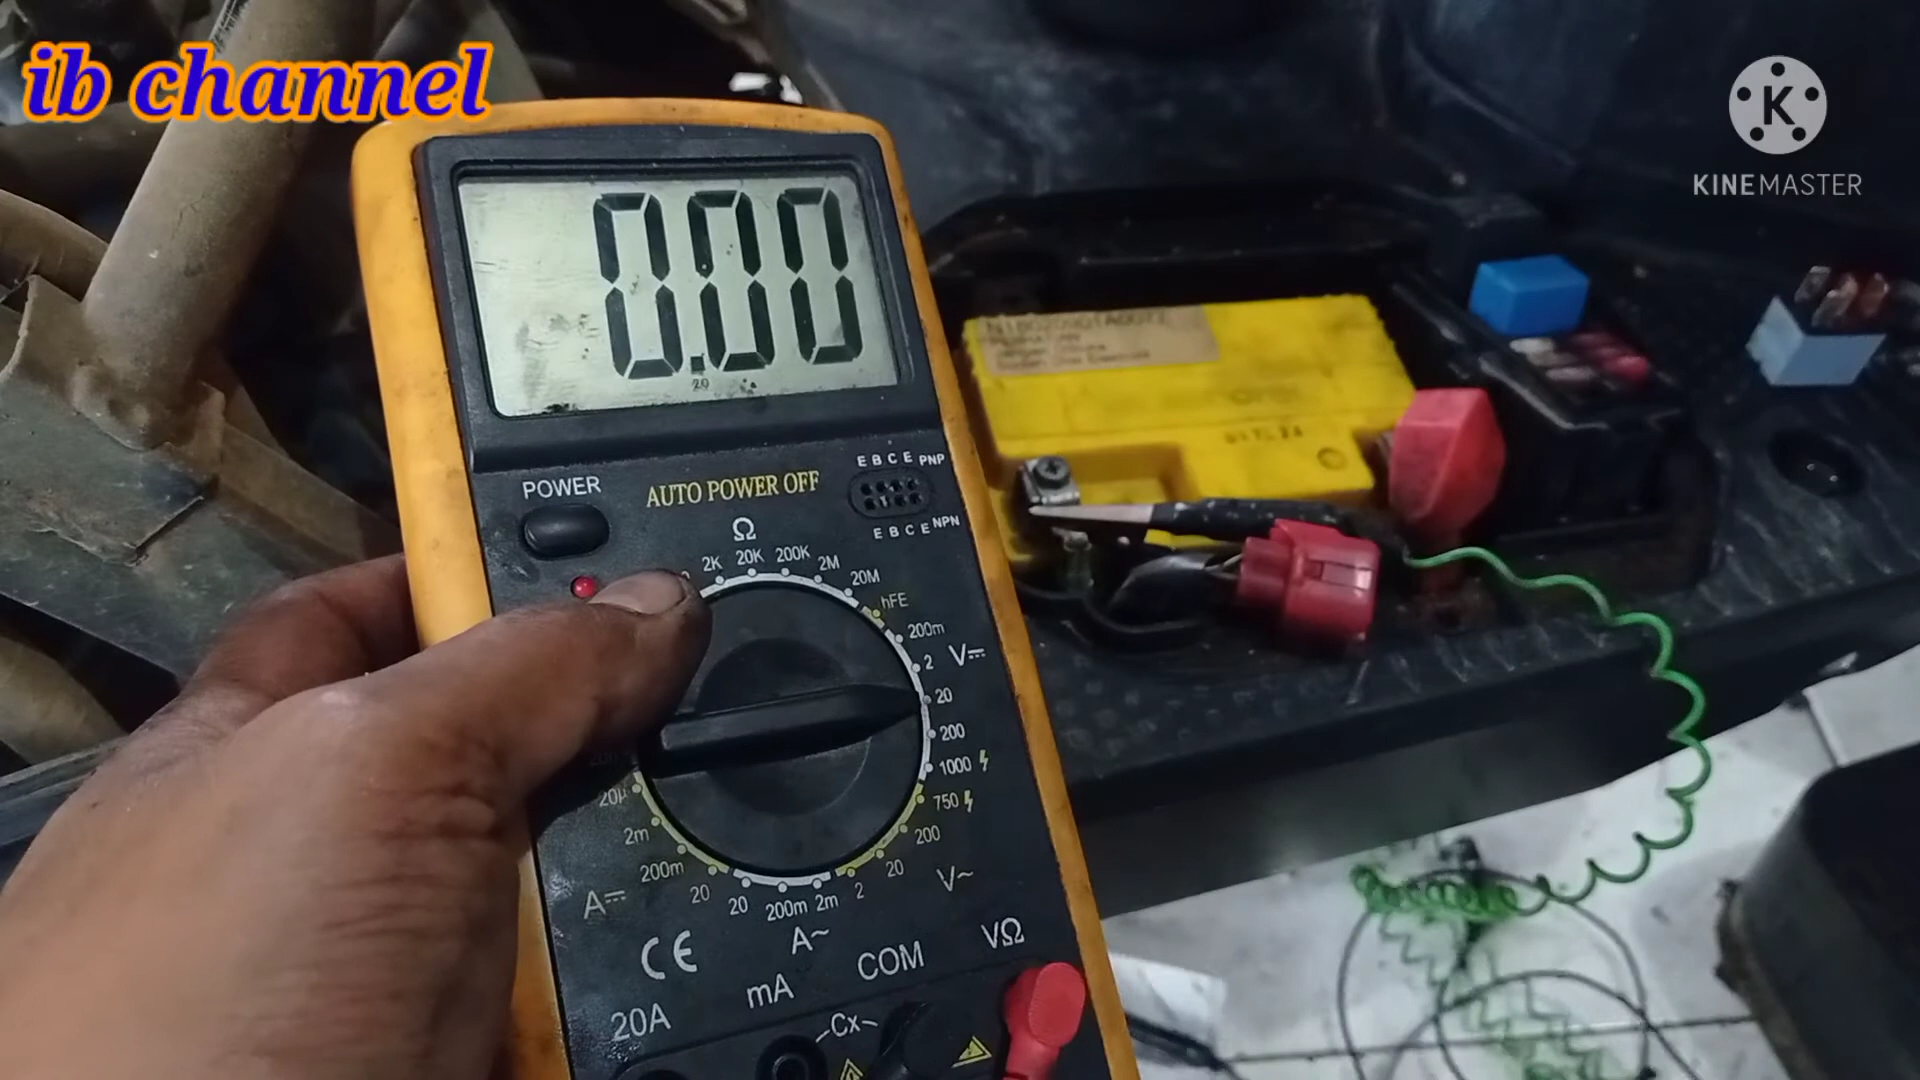 ib channel
KINEMASTER
0.00
20
POWER
AUTO POWER OFF
E B C E PNP
E B C E NPN
Ω
2K
20K
200K
2M
20M
hFE
200m
V
2
20
200
1000
750
200
20
V~
2
2m
200m
20
A~
20
200m
2m
20µ
A
CE
20A
mA
COM
VΩ
Cx